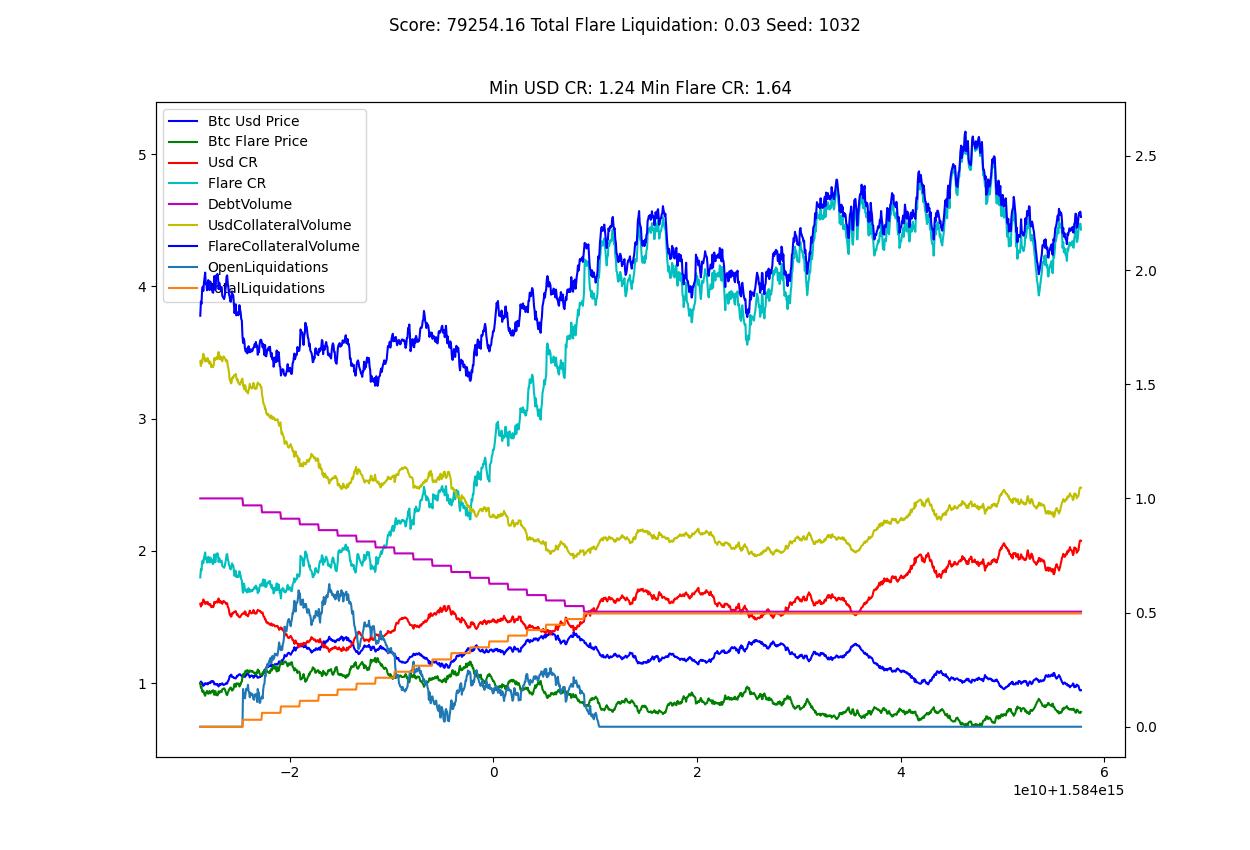 Score: 79254.16 Total Flare Liquidation: 0.03 Seed: 1032
Min USD CR: 1.24 Min Flare CR: 1.64
Btc Usd Price
Btc Flare Price
Usd CR
Flare CR
DebtVolume
UsdCollateralVolume
FlareCollateralVolume
OpenLiquidations
TotalLiquidations
5
4
3
2
1
2.5
2.0
1.5
1.0
0.5
0.0
−2
0
2
4
6
1e10+1.584e15